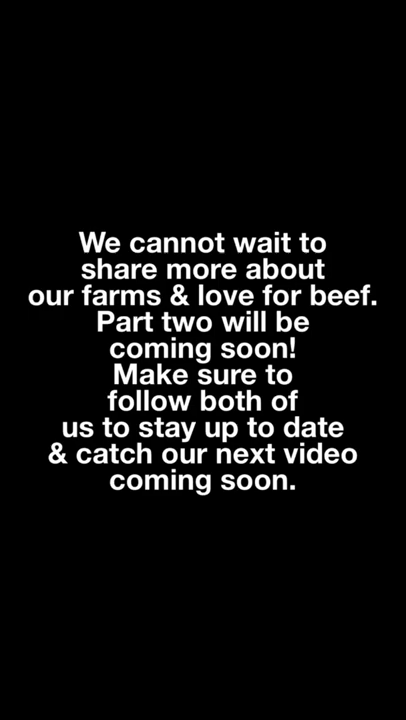 We cannot wait to
share more about
our farms & love for beef.
Part two will be
coming soon!
Make sure to
follow both of
us to stay up to date
& catch our next video
coming soon.